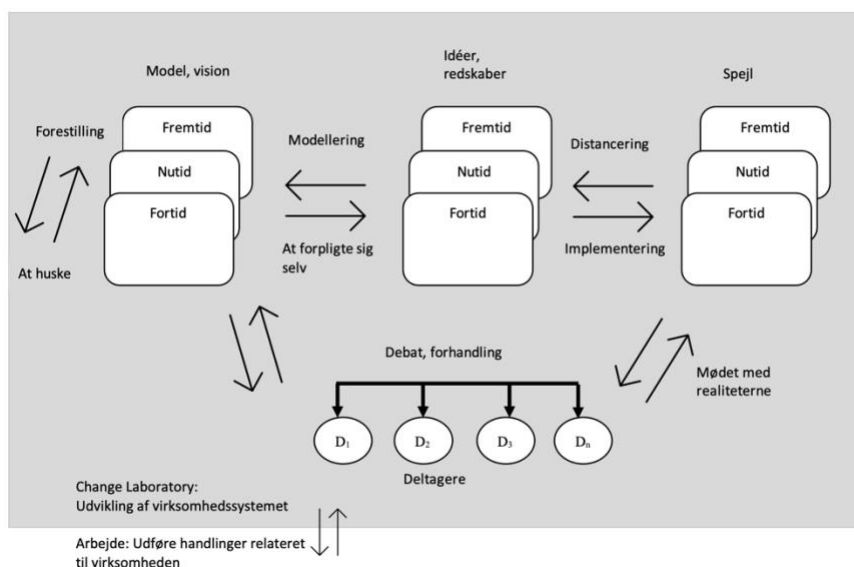 Model, vision
Idéer,
redskaber
Spejl
Forestilling
Fremtid
Nutid
Fortid
Modellering
Fremtid
Nutid
Fortid
Distancering
Fremtid
Nutid
Fortid
At huske
At forpligte sig
selv
Implementering
Debat, forhandling
Mødet med
realiteterne
D1
D2
D3
Dn
Deltagere
Change Laboratory:
Udvikling af virksomhedssystemet
Arbejde: Udføre handlinger relateret
til virksomheden